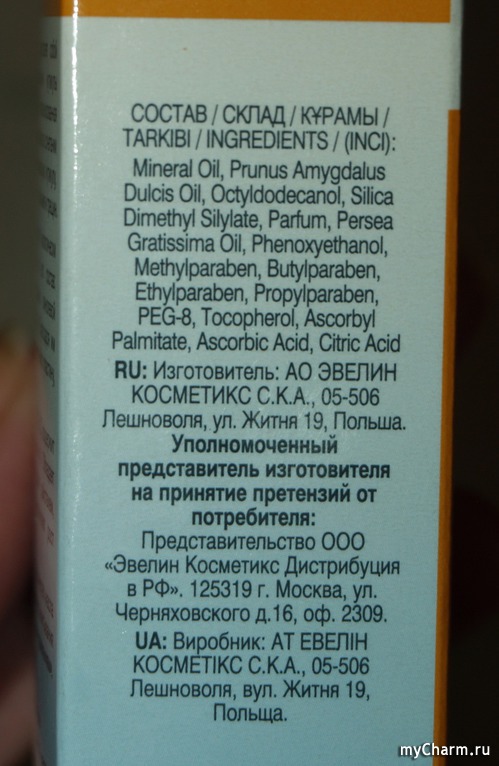 СОСТАВ / СКЛАД / ҚҰРАМЫ /
TARKIBI / INGREDIENTS / (INCI):
Mineral Oil, Prunus Amygdalus
Dulcis Oil, Octyldodecanol, Silica
Dimethyl Silylate, Parfum, Persea
Gratissima Oil, Phenoxyethanol,
Methylparaben, Butylparaben,
Ethylparaben, Propylparaben,
PEG-8, Tocopherol, Ascorbyl
Palmitate, Ascorbic Acid, Citric Acid
RU: Изготовитель: АО ЭВЕЛИН
КОСМЕТИКС С.К.А., 05-506
Лешноволя, ул. Житня 19, Польша.
Уполномоченный
представитель изготовителя
на принятие претензий от
потребителя:
Представительство ООО
«Эвелин Косметикс Дистрибуция
в РФ». 125319 г. Москва, ул.
Черняховского д.16, оф. 2309.
UA: Виробник: АТ ЕВЕЛІН
КОСМЕТІКС С.К.А., 05-506
Лешноволя, вул. Житня 19,
Польща.
myCharm.ru